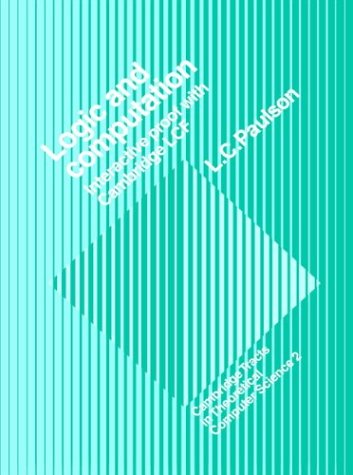 Logic and
computation
Interactive proof with
Cambridge LCF
L.C.Paulson
Cambridge Tracts
in Theoretical
Computer Science 2